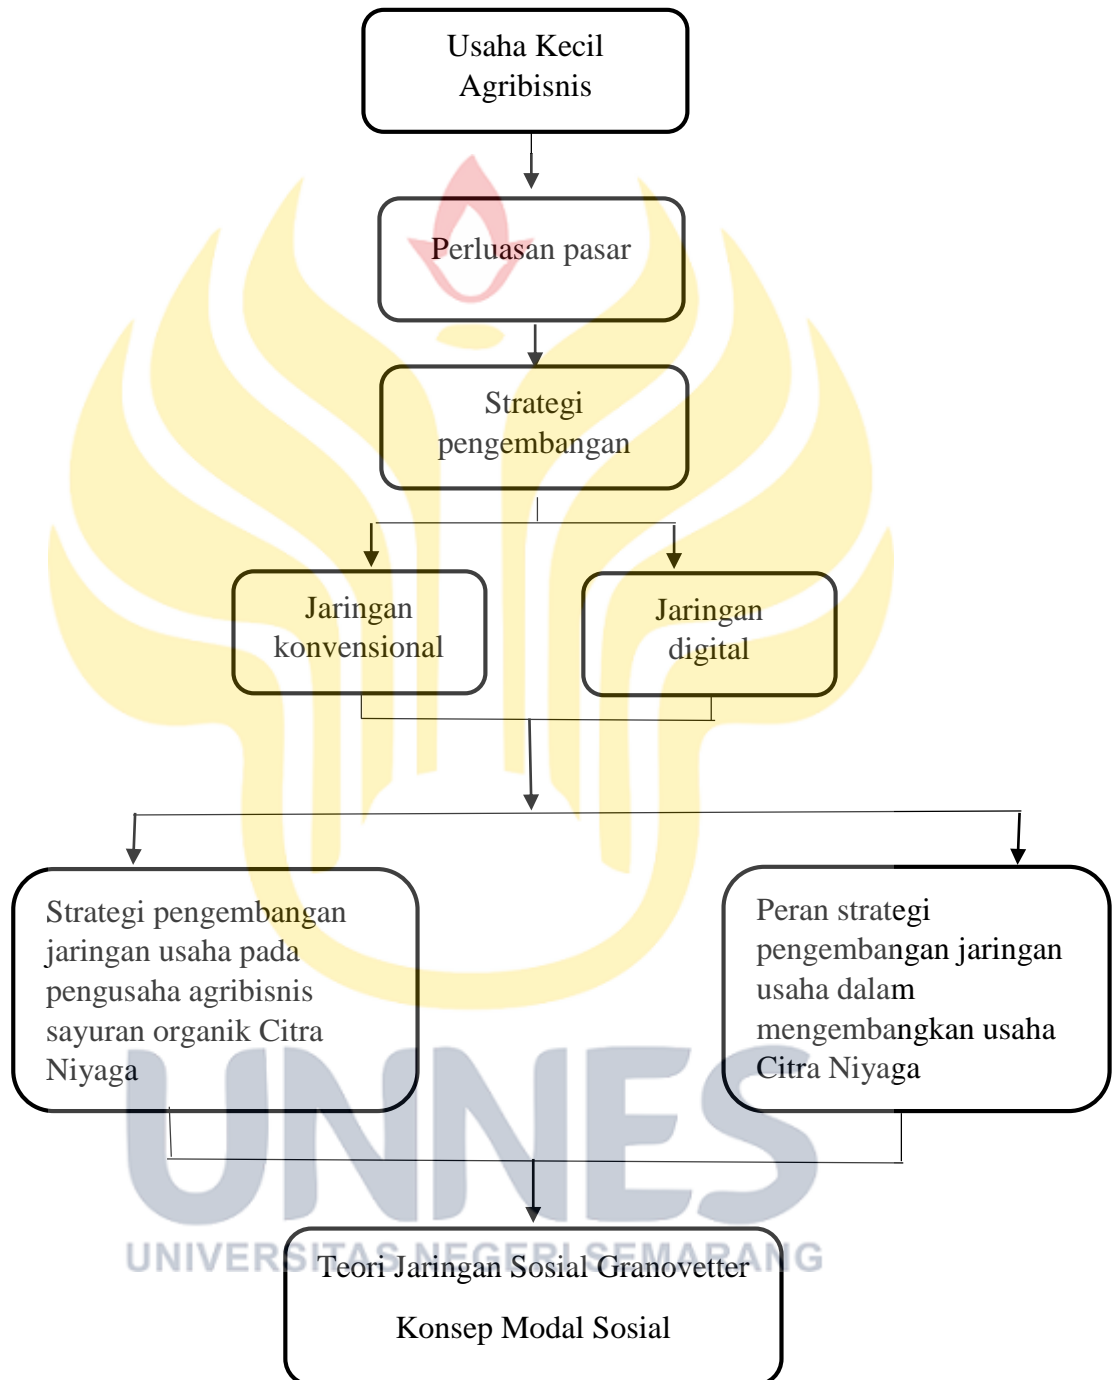 Usaha Kecil
Agribisnis
Perluasan pasar
Strategi
pengembangan
Jaringan
konvensional
Jaringan
digital
Strategi pengembangan
jaringan usaha pada
pengusaha agribisnis
sayuran organik Citra
Niyaga
Peran strategi
pengembangan jaringan
usaha dalam
mengembangkan usaha
Citra Niyaga
UNNES
UNIVERSITAS NEGERI SEMARANG
Teori Jaringan Sosial Granovetter
Konsep Modal Sosial